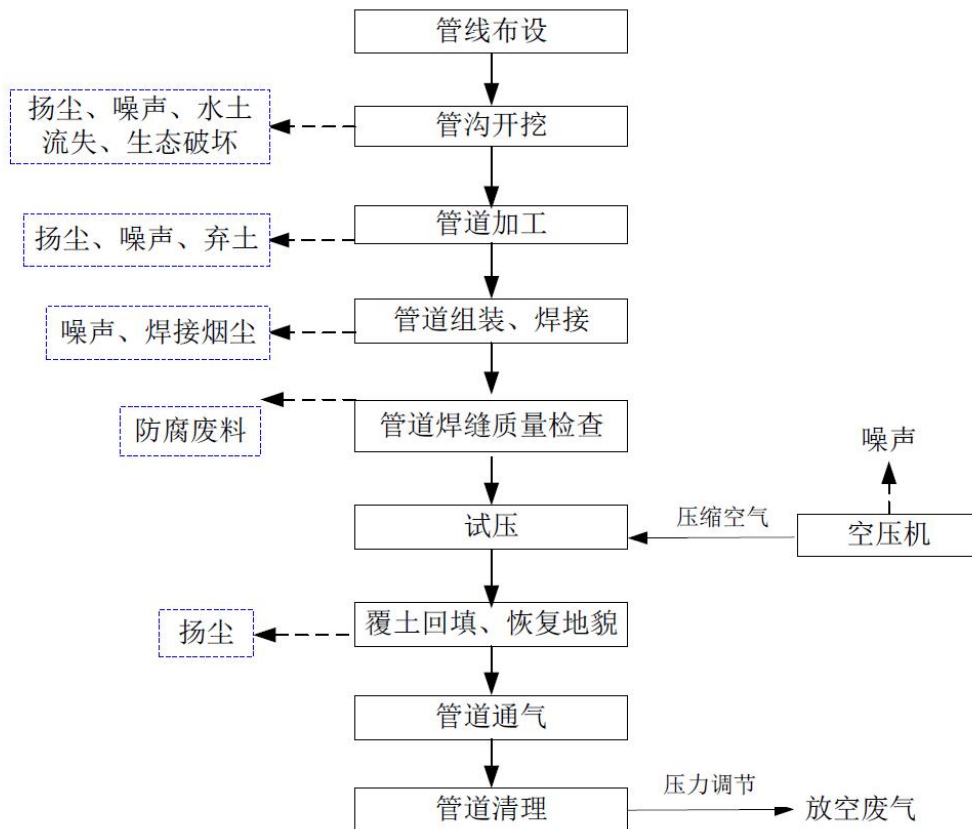 管线布设
扬尘、噪声、水土
流失、生态破坏
管沟开挖
管道加工
扬尘、噪声、弃土
管道组装、焊接
噪声、焊接烟尘
管道焊缝质量检查
防腐废料
噪声
试压
压缩空气
空压机
覆土回填、恢复地貌
扬尘
管道通气
管道清理
压力调节
放空废气